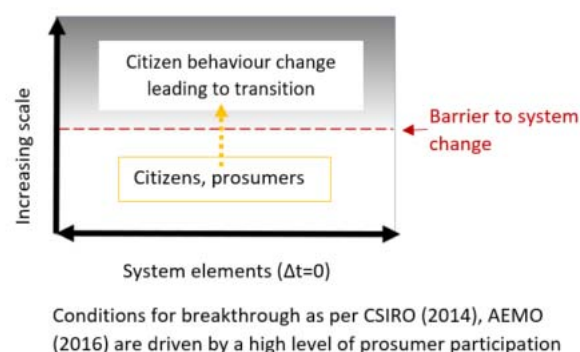 Citizen behaviour change
leading to transition
Increasing scale
Barrier to system
change
Citizens, prosumers
System elements (Δt=0)
Conditions for breakthrough as per CSIRO (2014), AEMO
(2016) are driven by a high level of prosumer participation